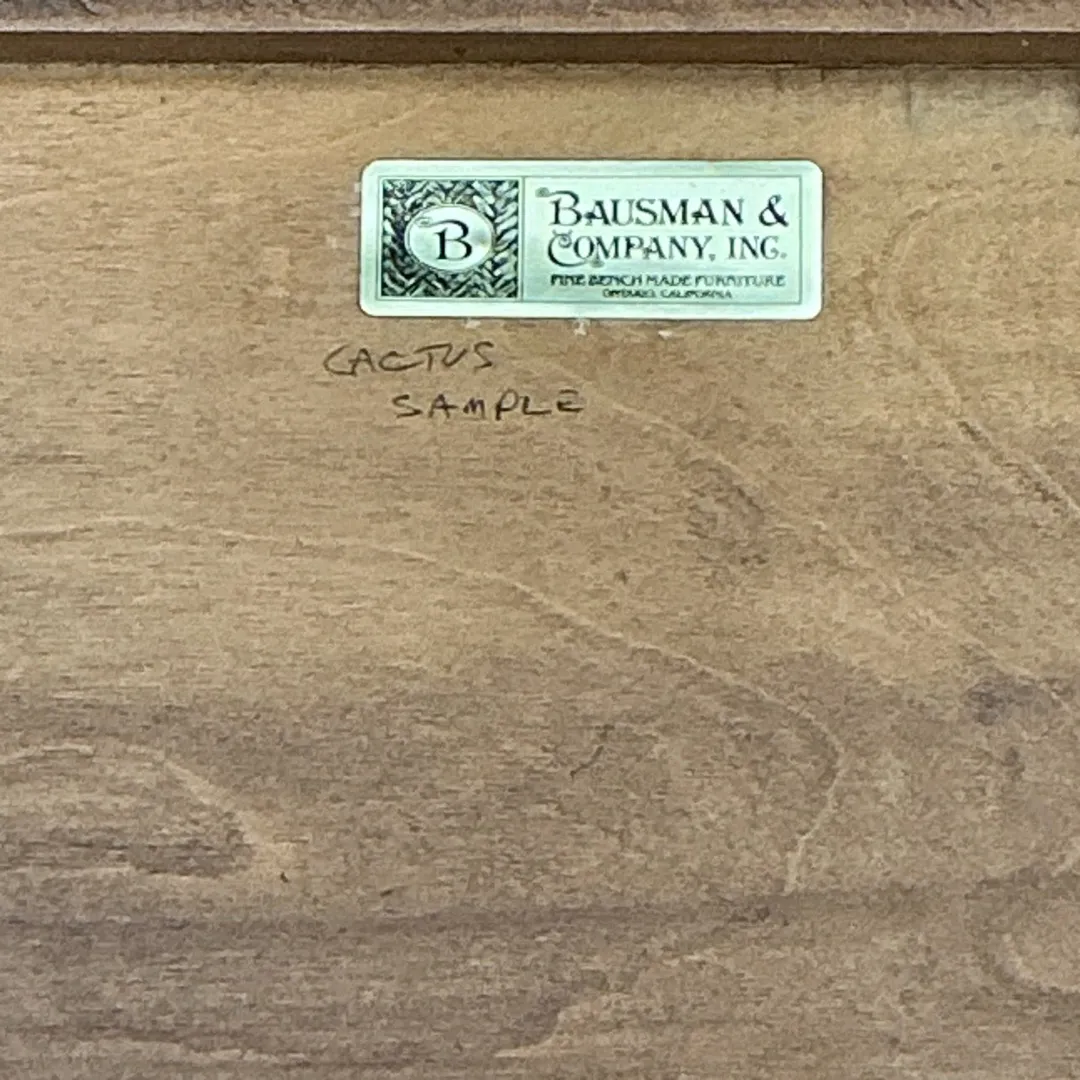 B
BAUSMAN &
COMPANY, INC.
FINE BENCH MADE FURNITURE
ONTARIO, CALIFORNIA
CACTUS
SAMPLE